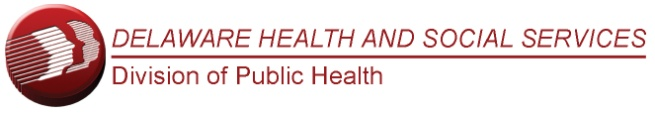 DELAWARE HEALTH AND SOCIAL SERVICES
Division of Public Health